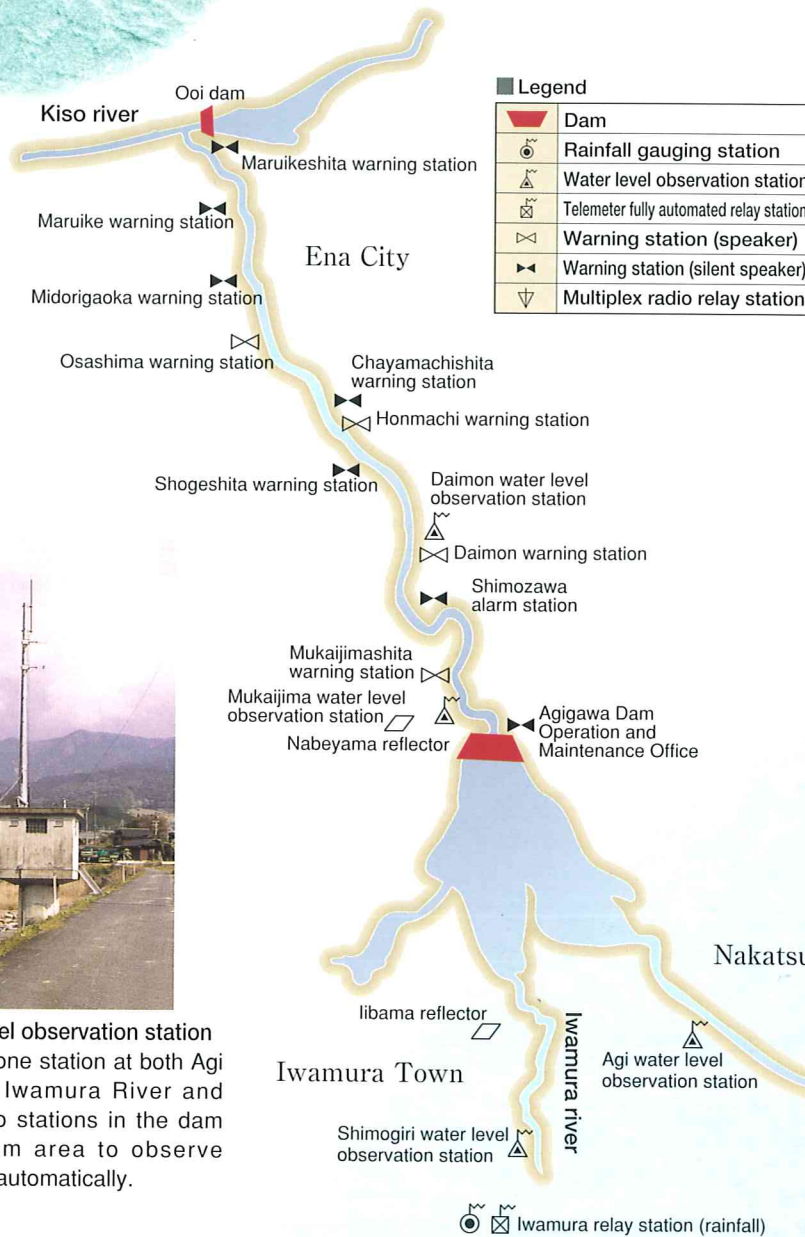 Ooi dam
Kiso river
Maruikeshita warning station
Maruike warning station
Ena City
Midorigaoka warning station
Osashima warning station
Chayamachishita
warning station
Honmachi warning station
Shogeshita warning station
Daimon water level
observation station
Daimon warning station
Shimozawa
alarm station
Mukaijimashita
warning station
Mukaijima water level
observation station
Nabeyama reflector
Agigawa Dam
Operation and
Maintenance Office
Legend
Dam
Rainfall gauging station
Water level observation station
Telemeter fully automated relay station
Warning station (speaker)
Warning station (silent speaker)
Multiplex radio relay station
Nakatsu
Iibama reflector
Iwamura Town
Iwamura river
Agi water level
observation station
Shimogiri water level
observation station
Iwamura relay station (rainfall)
el observation station
one station at both Agi
Iwamura River and
o stations in the dam
m area to observe
automatically.